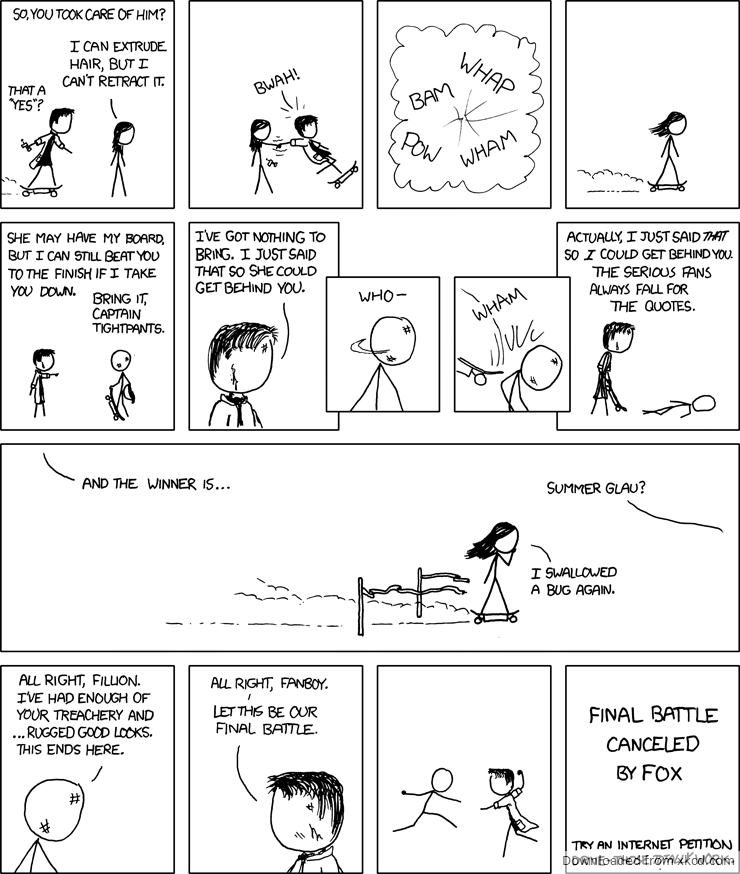 SO, YOU TOOK CARE OF HIM?
I CAN EXTRUDE
HAIR, BUT I
CAN'T RETRACT IT.
THAT A
"YES"?
BWAH!
WHAP
BAM
POW
WHAM
SHE MAY HAVE MY BOARD,
BUT I CAN STILL BEAT YOU
TO THE FINISH IF I TAKE
YOU DOWN.
BRING IT,
CAPTAIN
TIGHTPANTS.
I'VE GOT NOTHING TO
BRING. I JUST SAID
THAT SO SHE COULD
GET BEHIND YOU.
WHO—
WHAM
ACTUALLY, I JUST SAID THAT
SO I COULD GET BEHIND YOU.
THE SERIOUS FANS
ALWAYS FALL FOR
THE QUOTES.
AND THE WINNER IS...
SUMMER GLAU?
I SWALLOWED
A BUG AGAIN.
ALL RIGHT, FILLION.
I'VE HAD ENOUGH OF
YOUR TREACHERY AND
...RUGGED GOOD LOOKS.
THIS ENDS HERE.
ALL RIGHT, FANBOY.
LET THIS BE OUR
FINAL BATTLE.
FINAL BATTLE
CANCELED
BY FOX
TRY AN INTERNET PETITION
Downloaded from xkcd.com